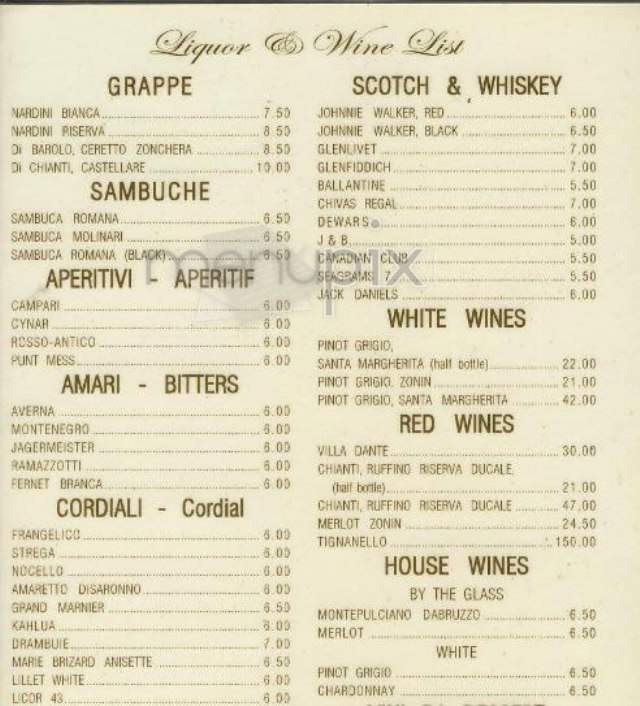 Liquor & Wine List
GRAPPE
NARDINI BIANCA 7.50
NARDINI RISERVA 8.50
Di BAROLO, CERETTO ZONCHERA 8.50
Di CHIANTI, CASTELLARE 10.00
SAMBUCHE
SAMBUCA ROMANA 6.50
SAMBUCA MOLINARI 6.50
SAMBUCA ROMANA (BLACK) 6.50
APERITIVI - APERITIF
CAMPARI 6.00
CYNAR 6.00
ROSSO-ANTICO 6.00
PUNT MESS 6.00
AMARI - BITTERS
AVERNA 6.00
MONTENEGRO 6.00
JAGERMEISTER 6.00
RAMAZZOTTI 6.00
FERNET BRANCA 6.00
CORDIALI - Cordial
FRANGELICO 6.00
STREGA 6.00
NOCELLO 6.00
AMARETTO DISARONNO 6.00
GRAND MARNIER 6.50
KAHLUA 6.00
DRAMBUIE 7.00
MARIE BRIZARD ANISETTE 6.50
LILLET WHITE 6.00
LICOR 43 6.00
SCOTCH & WHISKEY
JOHNNIE WALKER, RED 6.00
JOHNNIE WALKER, BLACK 6.50
GLENLIVET 7.00
GLENFIDDICH 7.00
BALLANTINE 5.50
CHIVAS REGAL 7.00
DEWARS 6.00
J & B 5.00
CANADIAN CLUB 5.50
SEAGRAMS 7 5.50
JACK DANIELS 6.00
WHITE WINES
PINOT GRIGIO,
SANTA MARGHERITA (half bottle) 22.00
PINOT GRIGIO, ZONIN 21.00
PINOT GRIGIO, SANTA MARGHERITA 42.00
RED WINES
VILLA DANTE 30.00
CHIANTI, RUFFINO RISERVA DUCALE,
(half bottle) 21.00
CHIANTI, RUFFINO RISERVA DUCALE 47.00
MERLOT ZONIN 24.50
TIGNANELLO 150.00
HOUSE WINES
BY THE GLASS
MONTEPULCIANO DABRUZZO 6.50
MERLOT 6.50
WHITE
PINOT GRIGIO 6.50
CHARDONNAY 6.50
menupix